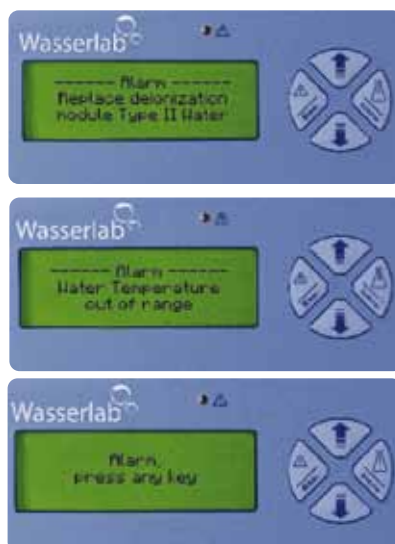 Wasserlab
------ Alarm ------
Replace deionization
module Type II Water
Wasserlab
------ Alarm ------
Water Temperature
out of range
Wasserlab
Alarm,
press any key